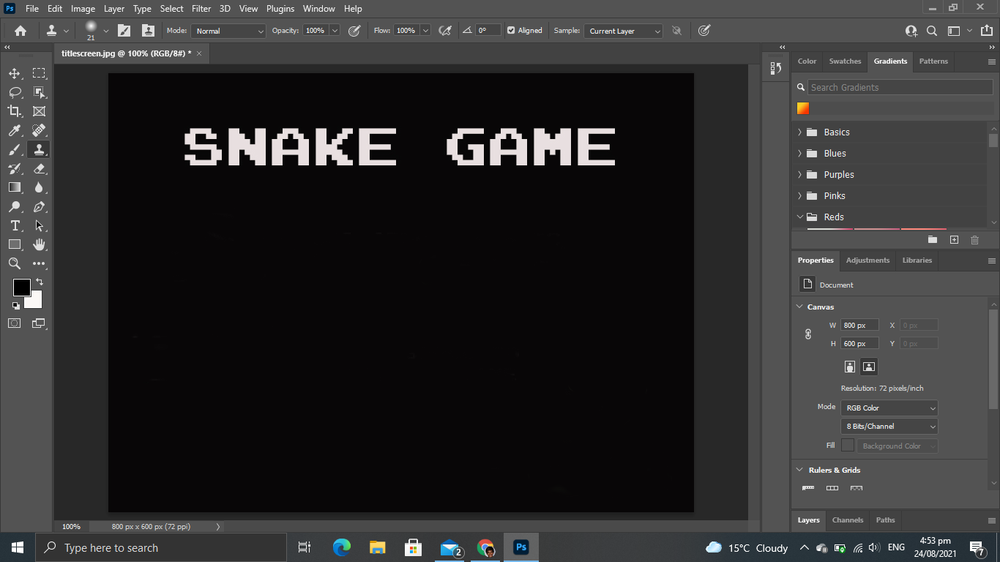 Ps File Edit Image Layer Type Select Filter 3D View Plugins Window Help
21 Mode: Normal Opacity: 100% Flow: 100% 0° Aligned Sample: Current Layer
titlescreen.jpg @ 100% (RGB/8#) * ×
SNAKE GAME
Color Swatches Gradients Patterns
Search Gradients
Basics
Blues
Purples
Pinks
Reds
Properties Adjustments Libraries
Document
Canvas
W 800 px X 0 px
H 600 px Y 0 px
Resolution: 72 pixels/inch
Mode RGB Color
8 Bits/Channel
Fill Background Color
Rulers & Grids
Layers Channels Paths
100% 800 px x 600 px (72 ppi)
Type here to search
2
Ps
15°C Cloudy
ENG
4:53 pm
24/08/2021
7